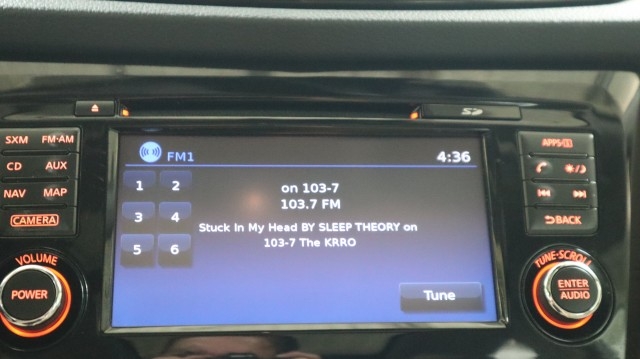 SD
SXM FM·AM
CD AUX
NAV MAP
CAMERA
VOLUME
POWER
FM1 4:36
1 2
3 4
5 6
on 103-7
103.7 FM
Stuck In My Head BY SLEEP THEORY on
103-7 The KRRO
Tune
APPS
BACK
TUNE·SCROLL
ENTER
AUDIO